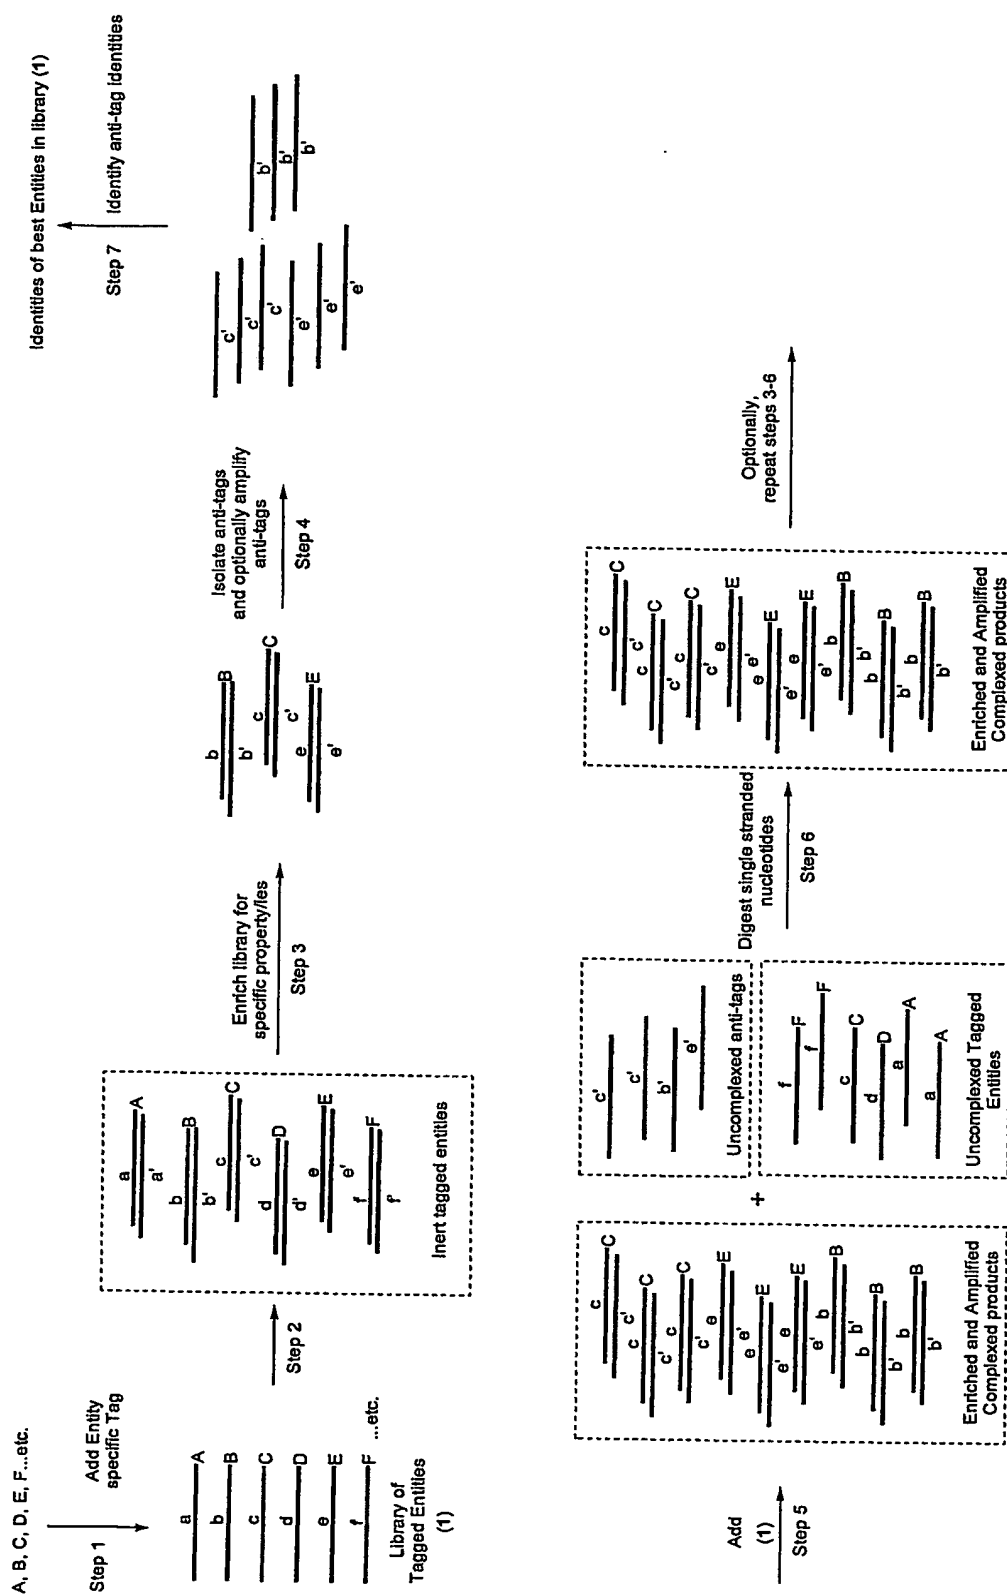 A, B, C, D, E, F...etc.
Step 1
Add Entity
specific Tag
a A
b B
c C
d D
e E
f F
...etc.
Library of
Tagged Entities
(1)
Step 2
a A
a'
b B
b'
c C
c'
d D
d'
e E
e'
f F
f'
Inert tagged entities
Enrich library for
specific property/ies
Step 3
b B
b'
c C
c'
e E
e'
Isolate anti-tags
and optionally amplify
anti-tags
Step 4
c'
c'
c'
e'
e'
e'
b'
b'
b'
Step 7
Identify anti-tag identities
Identities of best Entities in library (1)
Add
(1)
Step 5
c C
c'
c C
c'
c C
c'
e E
e'
e E
e'
e E
e'
b B
b'
b B
b'
b B
b'
Enriched and Amplified
Complexed products
+
c'
c'
b'
e'
Uncomplexed anti-tags
f F
f F
c C
d D
a A
a A
Uncomplexed Tagged
Entities
Digest single stranded
nucleotides
Step 6
c C
c'
c C
c'
c C
c'
e E
e'
e E
e'
e E
e'
b B
b'
b B
b'
b B
b'
Enriched and Amplified
Complexed products
Optionally,
repeat steps 3-6